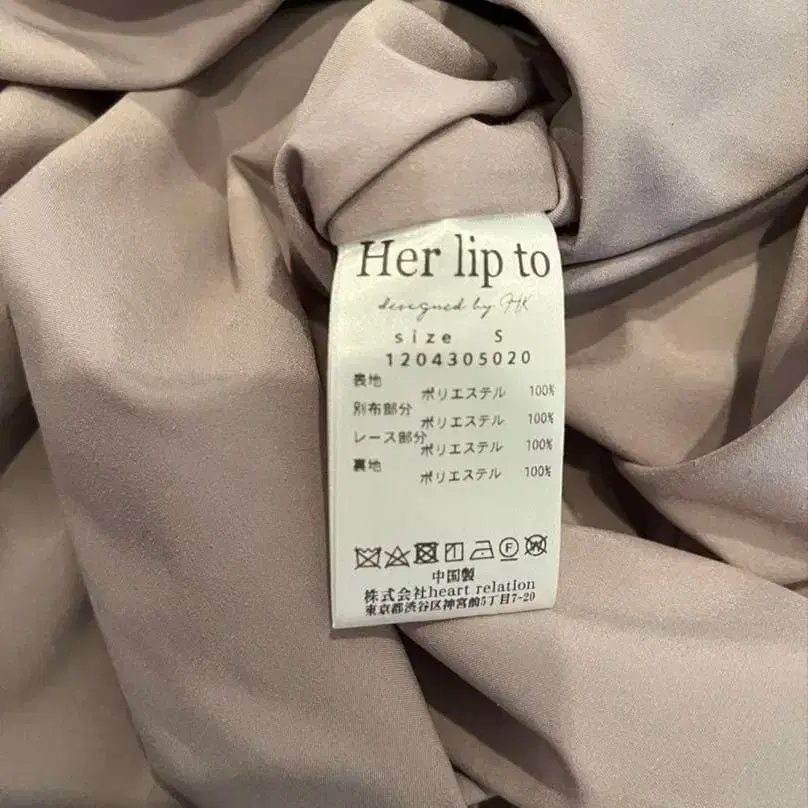 Her lip to
designed by HK
size S
1204305020
表地
ポリエステル 100%
別布部分
ポリエステル 100%
レース部分
ポリエステル 100%
裏地
ポリエステル 100%
中国製
株式会社heart relation
東京都渋谷区神宮前5丁目7-20